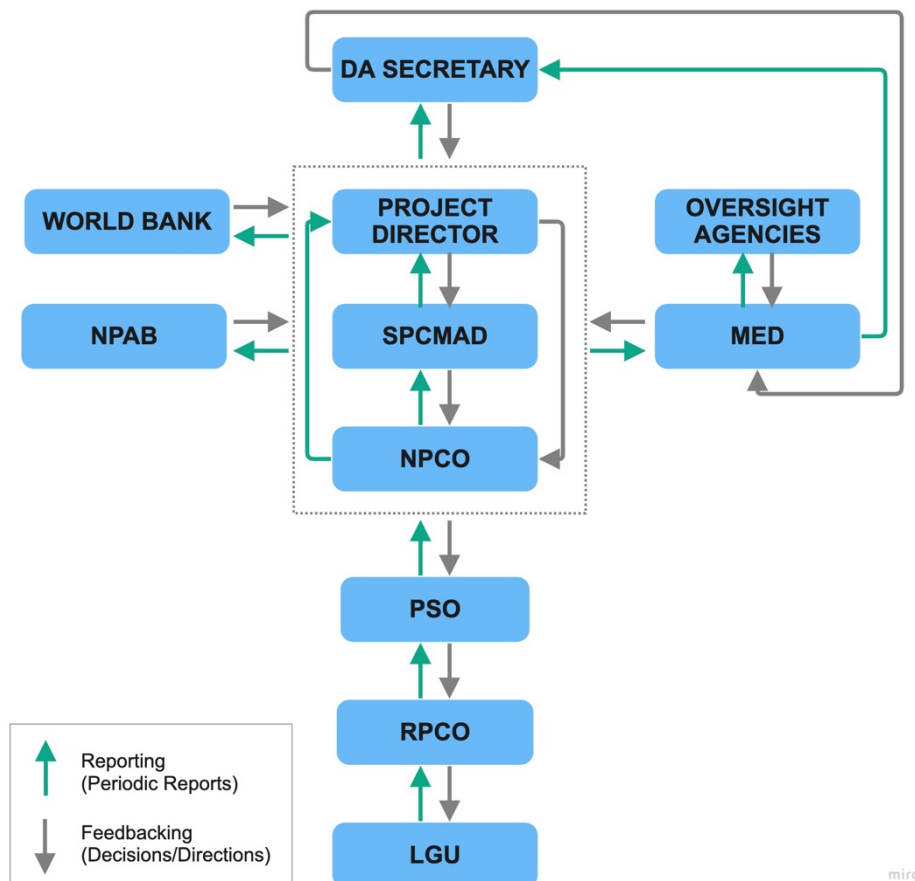 DA SECRETARY
WORLD BANK
PROJECT
DIRECTOR
OVERSIGHT
AGENCIES
NPAB
SPCMAD
MED
NPCO
PSO
RPCO
LGU
Reporting
(Periodic Reports)
Feedbacking
(Decisions/Directions)